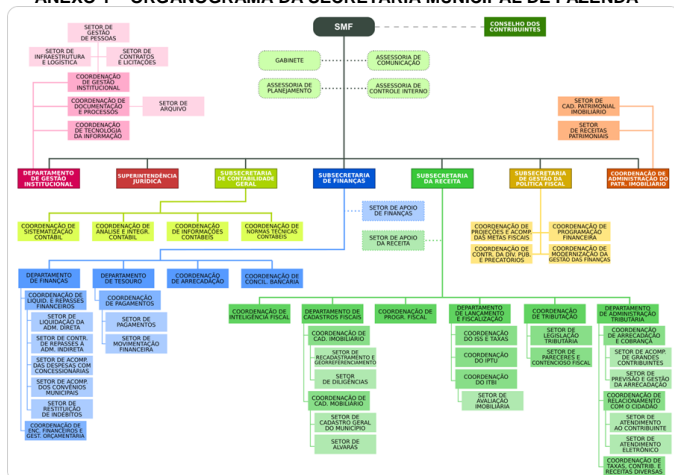 ANEXO I - ORGANOGRAMA DA SECRETARIA MUNICIPAL DE FAZENDA
SMF
CONSELHO DOS
CONTRIBUINTES
GABINETE
ASSESSORIA DE
COMUNICAÇÃO
ASSESSORIA DE
PLANEJAMENTO
ASSESSORIA DE
CONTROLE INTERNO
SETOR DE
GESTÃO
DE PESSOAS
SETOR DE
INFRAESTRUTURA
E LOGÍSTICA
SETOR DE
CONTRATOS
E LICITAÇÕES
COORDENAÇÃO
DE GESTÃO
INSTITUCIONAL
COORDENAÇÃO DE
DOCUMENTAÇÃO
E PROCESSOS
SETOR DE
ARQUIVO
COORDENAÇÃO
DE TECNOLOGIA
DA INFORMAÇÃO
SETOR DE
CAD. PATRIMONIAL
IMOBILIÁRIO
SETOR
DE RECEITAS
PATRIMONIAIS
DEPARTAMENTO
DE GESTÃO
INSTITUCIONAL
SUPERINTENDÊNCIA
JURÍDICA
SUBSECRETARIA
DE CONTABILIDADE
GERAL
SUBSECRETARIA
DE FINANÇAS
SUBSECRETARIA
DA RECEITA
SUBSECRETARIA
DE GESTÃO DA
POLÍTICA FISCAL
COORDENAÇÃO DE
ADMINISTRAÇÃO DO
PATR. IMOBILIÁRIO
SETOR DE APOIO
DE FINANÇAS
SETOR DE APOIO
DA RECEITA
COORDENAÇÃO DE
SISTEMATIZAÇÃO
CONTÁBIL
COORDENAÇÃO DE
ANÁLISE E INTEGR.
CONTÁBIL
COORDENAÇÃO
DE INFORMAÇÕES
CONTÁBEIS
COORDENAÇÃO DE
NORMAS TÉCNICAS
CONTÁBEIS
COORDENAÇÃO DE
PROJEÇÕES E ACOMP.
DAS METAS FISCAIS
COORDENAÇÃO DE
PROGRAMAÇÃO
FINANCEIRA
COORDENAÇÃO DE
CONTR. DA DIV. PÚB.
E PRECATÓRIOS
COORDENAÇÃO DE
MODERNIZAÇÃO DA
GESTÃO DAS FINANÇAS
DEPARTAMENTO
DE FINANÇAS
DEPARTAMENTO
DE TESOURO
COORDENAÇÃO
DE ARRECADAÇÃO
COORDENAÇÃO DE
CONCIL. BANCÁRIA
COORDENAÇÃO DE
LIQUID. E REPASSES
FINANCEIROS
SETOR DE
LIQUIDAÇÃO DA
ADM. DIRETA
SETOR DE CONTR.
DE REPASSES À
ADM. INDIRETA
SETOR DE ACOMP.
DAS DESPESAS COM
CONCESSIONÁRIAS
SETOR DE ACOMP.
DOS CONVÊNIOS
MUNICIPAIS
SETOR DE
RESTITUIÇÃO
DE INDÉBITOS
COORDENAÇÃO DE
ENC. FINANCEIROS E
GEST. ORÇAMENTÁRIA
COORDENAÇÃO
DE PAGAMENTOS
SETOR DE
PAGAMENTOS
SETOR DE
MOVIMENTAÇÃO
FINANCEIRA
COORDENAÇÃO DE
INTELIGÊNCIA FISCAL
DEPARTAMENTO DE
CADASTROS FISCAIS
COORDENAÇÃO DE
PROGR. FISCAL
DEPARTAMENTO
DE LANÇAMENTO
E FISCALIZAÇÃO
COORDENAÇÃO
DE TRIBUTAÇÃO
DEPARTAMENTO
DE ADMINISTRAÇÃO
TRIBUTÁRIA
COORDENAÇÃO DE
CAD. IMOBILIÁRIO
SETOR DE
RECADASTRAMENTO E
GEORREFERENCIAMENTO
SETOR
DE DILIGÊNCIAS
COORDENAÇÃO DE
CAD. MOBILIÁRIO
SETOR DE
CADASTRO GERAL
DO MUNICÍPIO
SETOR DE
ALVARÁS
COORDENAÇÃO
DO ISS E TAXAS
COORDENAÇÃO
DO IPTU
COORDENAÇÃO
DO ITBI
SETOR DE
AVALIAÇÃO
IMOBILIÁRIA
SETOR DE
LEGISLAÇÃO
TRIBUTÁRIA
SETOR DE
PARECERES E
CONTENCIOSO FISCAL
COORDENAÇÃO DE
ARRECADAÇÃO
E COBRANÇA
SETOR DE ACOMP.
DE GRANDES
CONTRIBUINTES
SETOR DE
PREVISÃO E GESTÃO
DA ARRECADAÇÃO
COORDENAÇÃO DE
RELACIONAMENTO
COM O CIDADÃO
SETOR DE
ATENDIMENTO
AO CONTRIBUINTE
SETOR DE
ATENDIMENTO
ELETRÔNICO
COORDENAÇÃO DE
TAXAS, CONTRIB. E
RECEITAS DIVERSAS